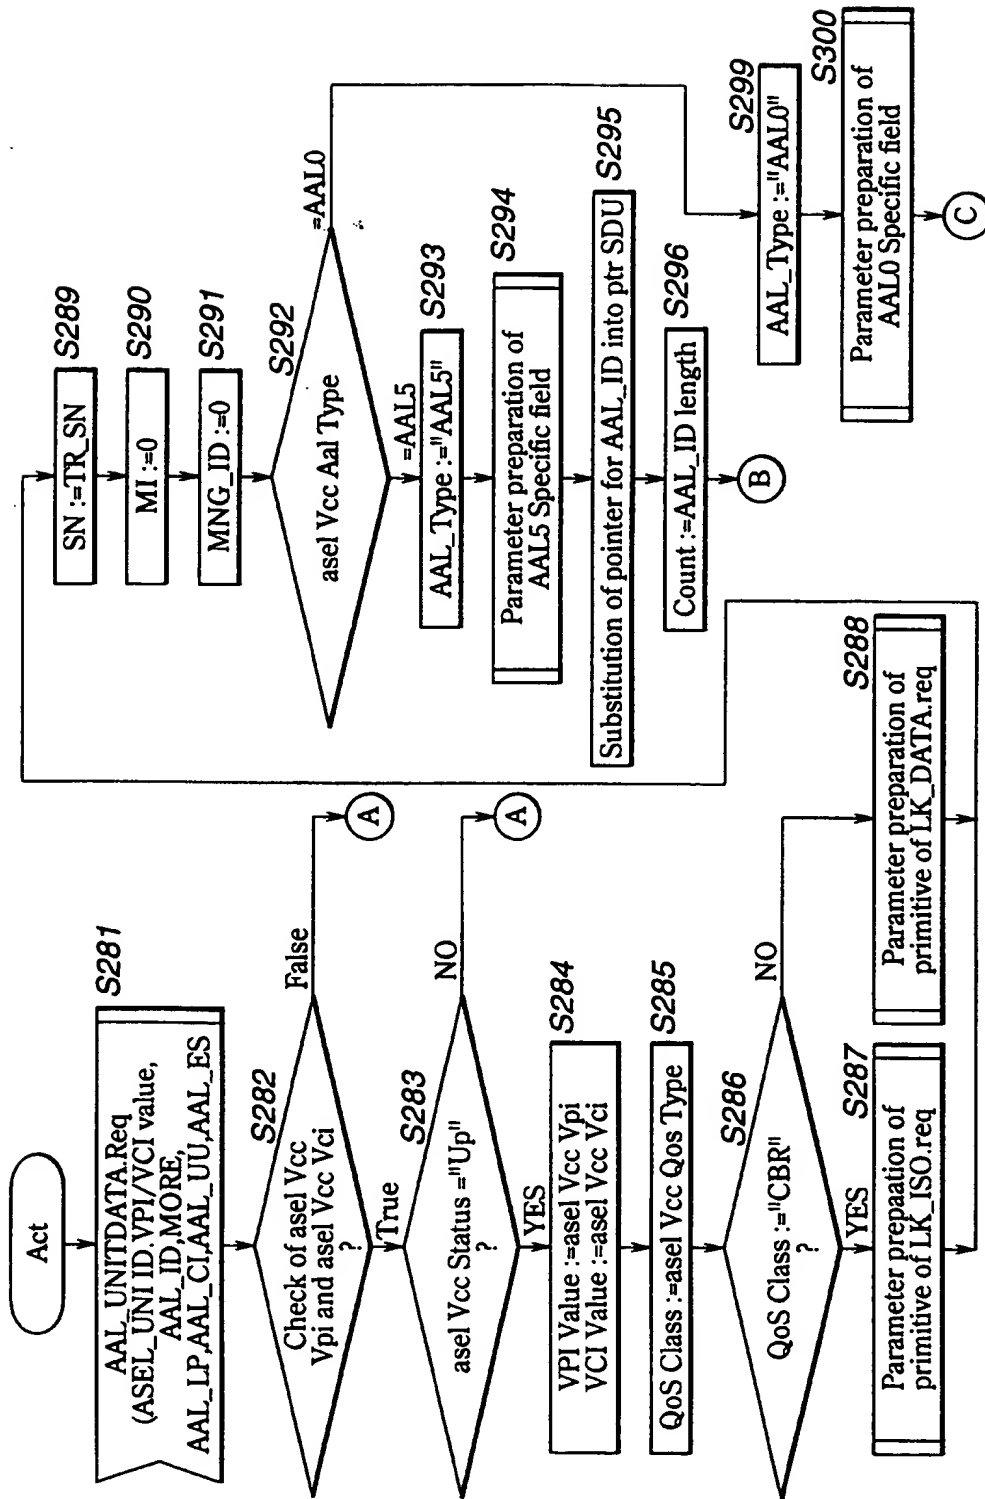 Act
S281
AAL_UNITDATA.Req
(ASEL_UNI ID.VPI/VCI value,
AAL_ID,MORE,
AAL_LP,AAL_CI,AAL_UU,AAL_ES
S282
Check of asel Vcc
Vpi and asel Vcc Vci
?
False
A
True
S283
asel Vcc Status ="Up"
?
NO
A
YES
S284
VPI Value :=asel Vcc Vpi
VCI Value :=asel Vcc Vci
S285
QoS Class :=asel Vcc Qos Type
S286
QoS Class :="CBR"
?
NO
YES
S287
Parameter prepaation of
primitive of LK_ISO.req
S288
Parameter preparation of
primitive of LK_DATA.req
S289
SN :=TR_SN
S290
MI :=0
S291
MNG_ID :=0
S292
asel Vcc Aal Type
=AAL0
=AAL5
S293
AAL_Type :="AAL5"
S294
Parameter preparation of
AAL5 Specific field
S295
Substitution of pointer for AAL_ID into ptr SDU
S296
Count :=AAL_ID length
B
S299
AAL_Type :="AAL0"
S300
Parameter preparation of
AAL0 Specific field
C